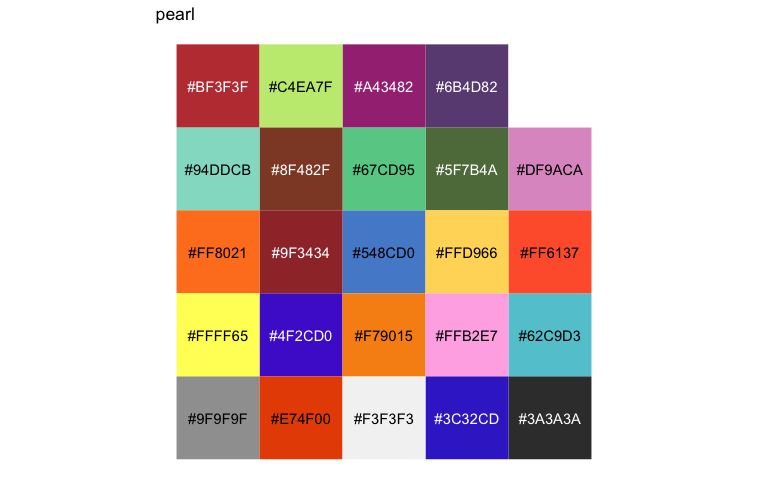 pearl
#BF3F3F #C4EA7F #A43482 #6B4D82
#94DDCB #8F482F #67CD95 #5F7B4A #DF9ACA
#FF8021 #9F3434 #548CD0 #FFD966 #FF6137
#FFFF65 #4F2CD0 #F79015 #FFB2E7 #62C9D3
#9F9F9F #E74F00 #F3F3F3 #3C32CD #3A3A3A